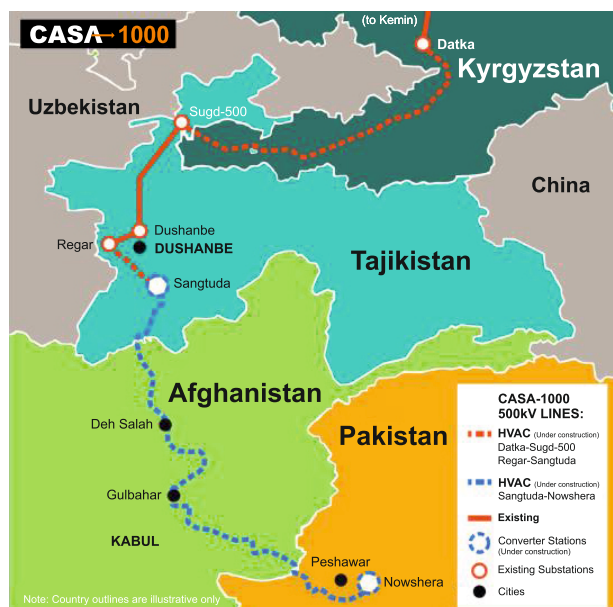 CASA→1000
(to Kemin)
Datka
Kyrgyzstan
Uzbekistan
Sugd-500
China
Dushanbe
Regar
DUSHANBE
Tajikistan
Sangtuda
Afghanistan
Deh Salah
Pakistan
Gulbahar
KABUL
Peshawar
Nowshera
CASA-1000
500kV LINES:
HVAC (Under construction)
Datka-Sugd-500
Regar-Sangtuda
HVAC (Under construction)
Sangtuda-Nowshera
Existing
Converter Stations
(Under construction)
Existing Substations
Cities
Note: Country outlines are illustrative only